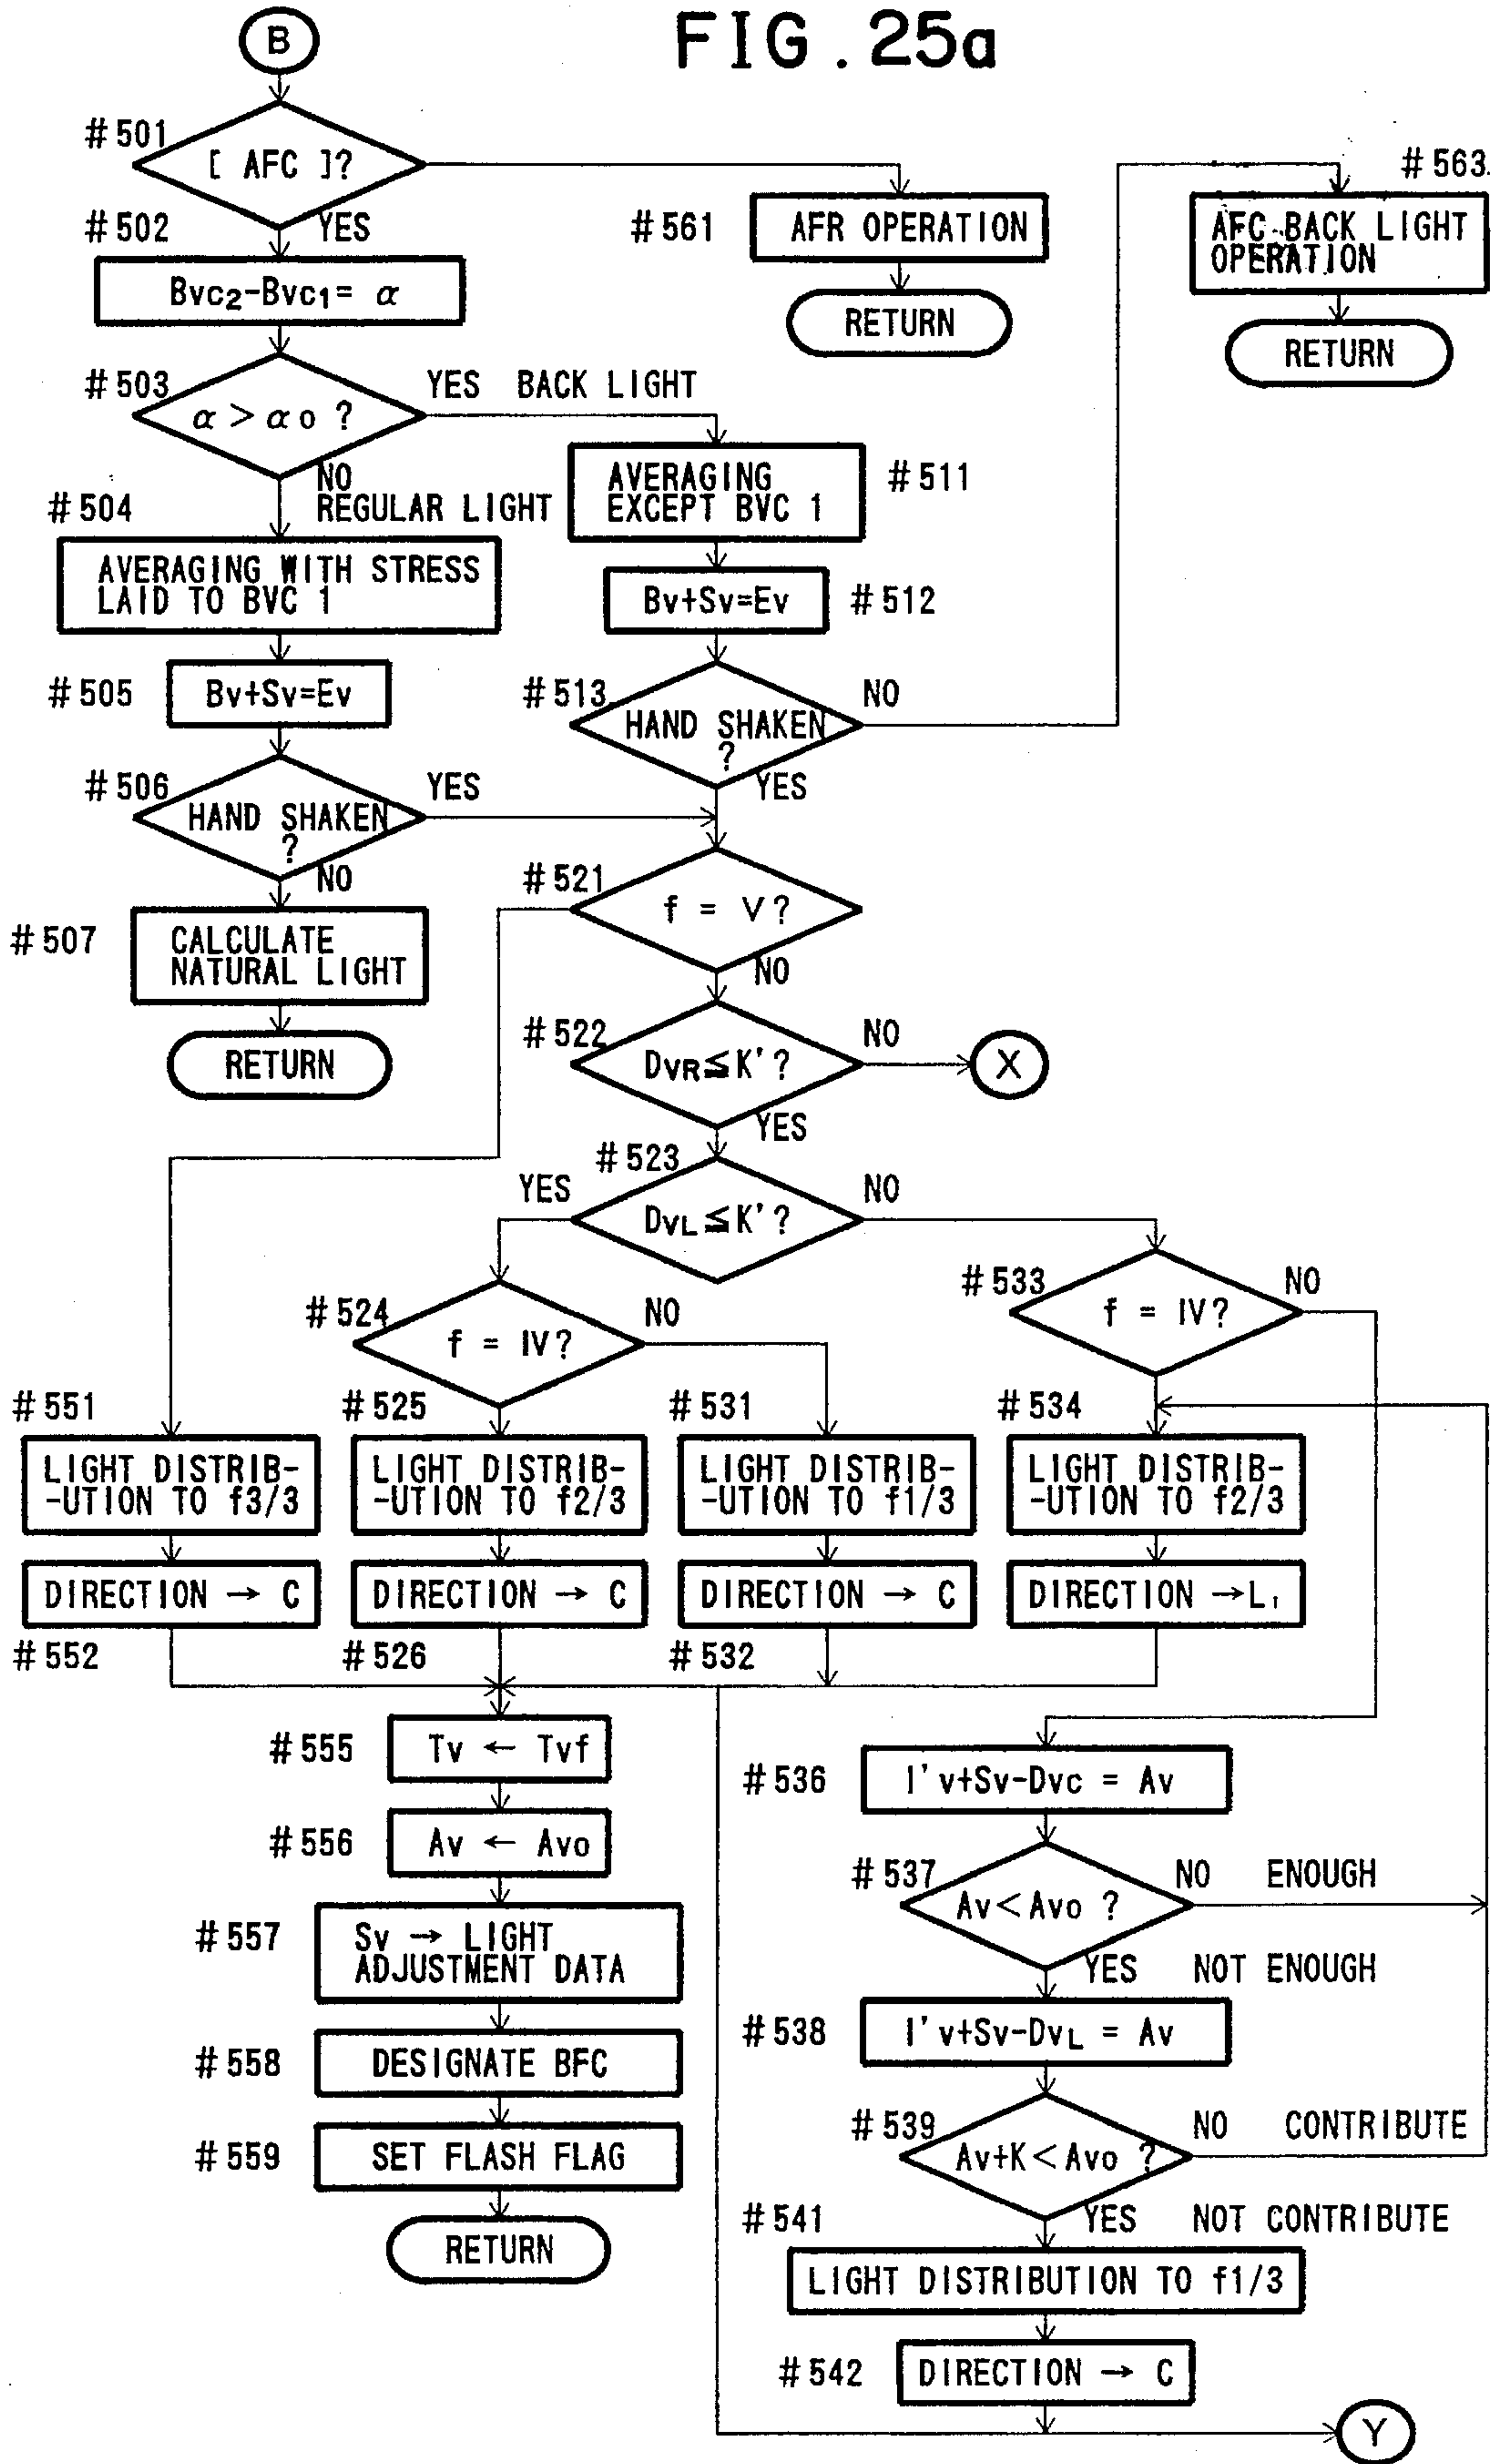 FIG. 25a
B
#501
[ AFC ]?
YES
#502
Bvc2-Bvc1= α
#561
AFR OPERATION
RETURN
#563
AFC BACK LIGHT
OPERATION
RETURN
#503
α > α o ?
YES BACK LIGHT
NO
REGULAR LIGHT
#504
AVERAGING WITH STRESS
LAID TO BVC 1
#511
AVERAGING
EXCEPT BVC 1
Bv+Sv=Ev
#512
#505
Bv+Sv=Ev
#513
HAND SHAKEN
?
NO
YES
#506
HAND SHAKEN
?
YES
NO
#507
CALCULATE
NATURAL LIGHT
RETURN
#521
f = V?
NO
#522
DVR≦K'?
NO
X
YES
#523
DVL≦K'?
YES
NO
#524
f = IV?
NO
#533
f = IV?
NO
#551
LIGHT DISTRIB-
-UTION TO f3/3
DIRECTION → C
#552
#525
LIGHT DISTRIB-
-UTION TO f2/3
DIRECTION → C
#526
#531
LIGHT DISTRIB-
-UTION TO f1/3
DIRECTION → C
#532
#534
LIGHT DISTRIB-
-UTION TO f2/3
DIRECTION →L1
#555
Tv ← Tvf
#556
Av ← Avo
#557
Sv → LIGHT
ADJUSTMENT DATA
#558
DESIGNATE BFC
#559
SET FLASH FLAG
RETURN
#536
I'v+Sv-Dvc = Av
#537
Av<Avo ?
NO ENOUGH
YES NOT ENOUGH
#538
I'v+Sv-DvL = Av
#539
Av+K<Avo ?
NO CONTRIBUTE
YES NOT CONTRIBUTE
#541
LIGHT DISTRIBUTION TO f1/3
#542
DIRECTION → C
Y